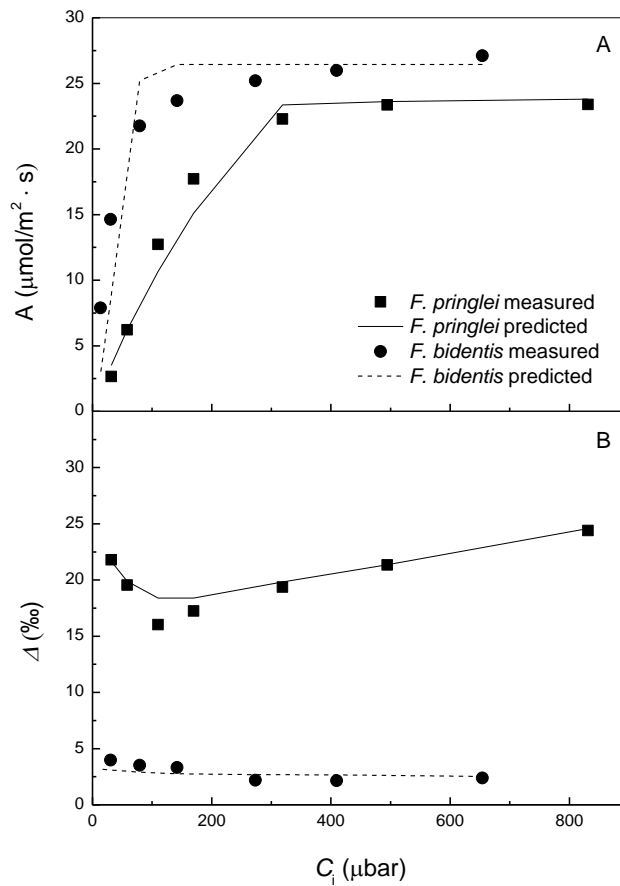 A
30
25
20
15
10
5
0
A (μmol/m² · s)
F. pringlei measured
F. pringlei predicted
F. bidentis measured
F. bidentis predicted
B
30
25
20
15
10
5
0
Δ (‰)
0 200 400 600 800
Cᵢ (μbar)